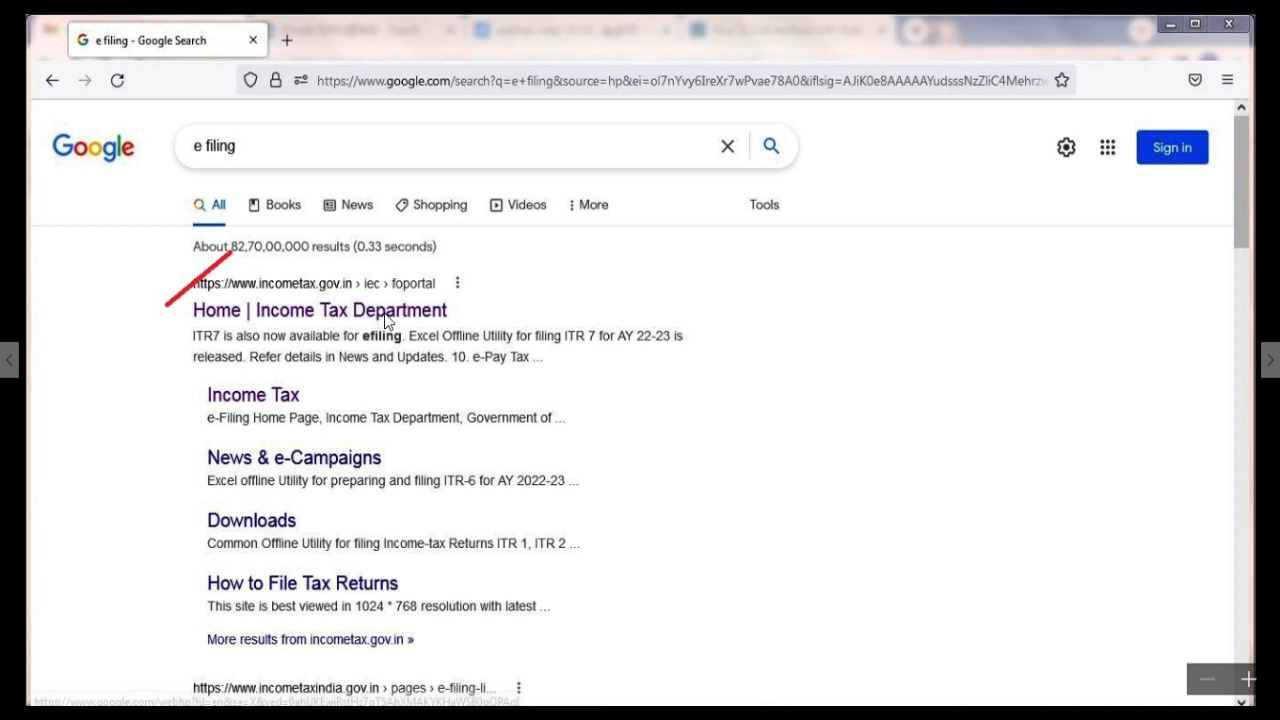 e filing - Google Search
https://www.google.com/search?q=e+filing&source=hp&ei=
Google
e filing
Sign in
All
Books
News
Shopping
Videos
More
Tools
About 82,70,00,000 results (0.33 seconds)
https://www.incometax.gov.in › iec › foportal
Home | Income Tax Department
ITR7 is also now available for efiling. Excel Offline Utility for filing ITR 7 for AY 22-23 is
released. Refer details in News and Updates. 10. e-Pay Tax ...
Income Tax
e-Filing Home Page, Income Tax Department, Government of ...
News & e-Campaigns
Excel offline Utility for preparing and filing ITR-6 for AY 2022-23 ...
Downloads
Common Offline Utility for filing Income-tax Returns ITR 1, ITR 2 ...
How to File Tax Returns
This site is best viewed in 1024 * 768 resolution with latest ...
More results from incometax.gov.in »
https://www.incometaxindia.gov.in › pages › e-filing-li...